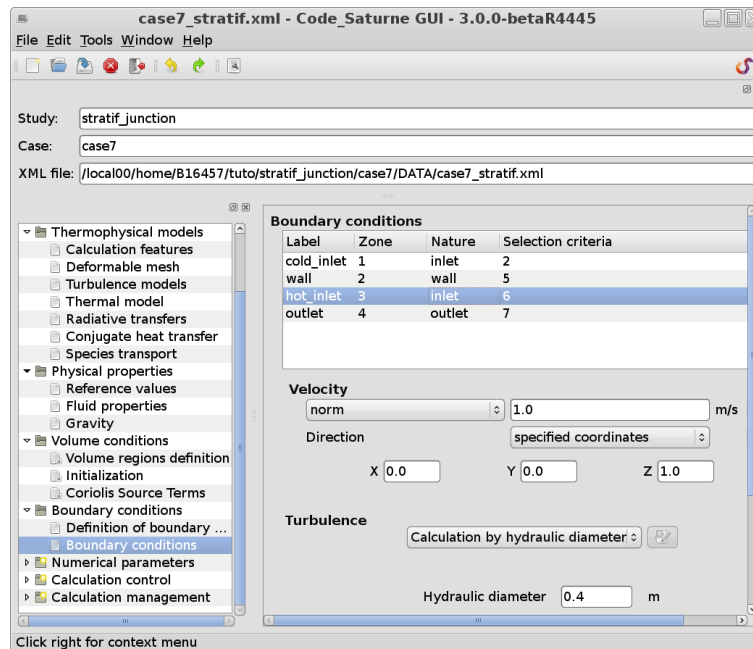 case7_stratif.xml - Code_Saturne GUI - 3.0.0-betaR4445
File Edit Tools Window Help
Study: stratif_junction
Case: case7
XML file: /local00/home/B16457/tuto/stratif_junction/case7/DATA/case7_stratif.xml
Thermophysical models
Calculation features
Deformable mesh
Turbulence models
Thermal model
Radiative transfers
Conjugate heat transfer
Species transport
Physical properties
Reference values
Fluid properties
Gravity
Volume conditions
Volume regions definition
Initialization
Coriolis Source Terms
Boundary conditions
Definition of boundary ...
Boundary conditions
Numerical parameters
Calculation control
Calculation management
Boundary conditions
Label Zone Nature Selection criteria
cold_inlet 1 inlet 2
wall 2 wall 5
hot_inlet 3 inlet 6
outlet 4 outlet 7
Velocity
norm 1.0 m/s
Direction specified coordinates
X 0.0 Y 0.0 Z 1.0
Turbulence
Calculation by hydraulic diameter
Hydraulic diameter 0.4 m
Click right for context menu